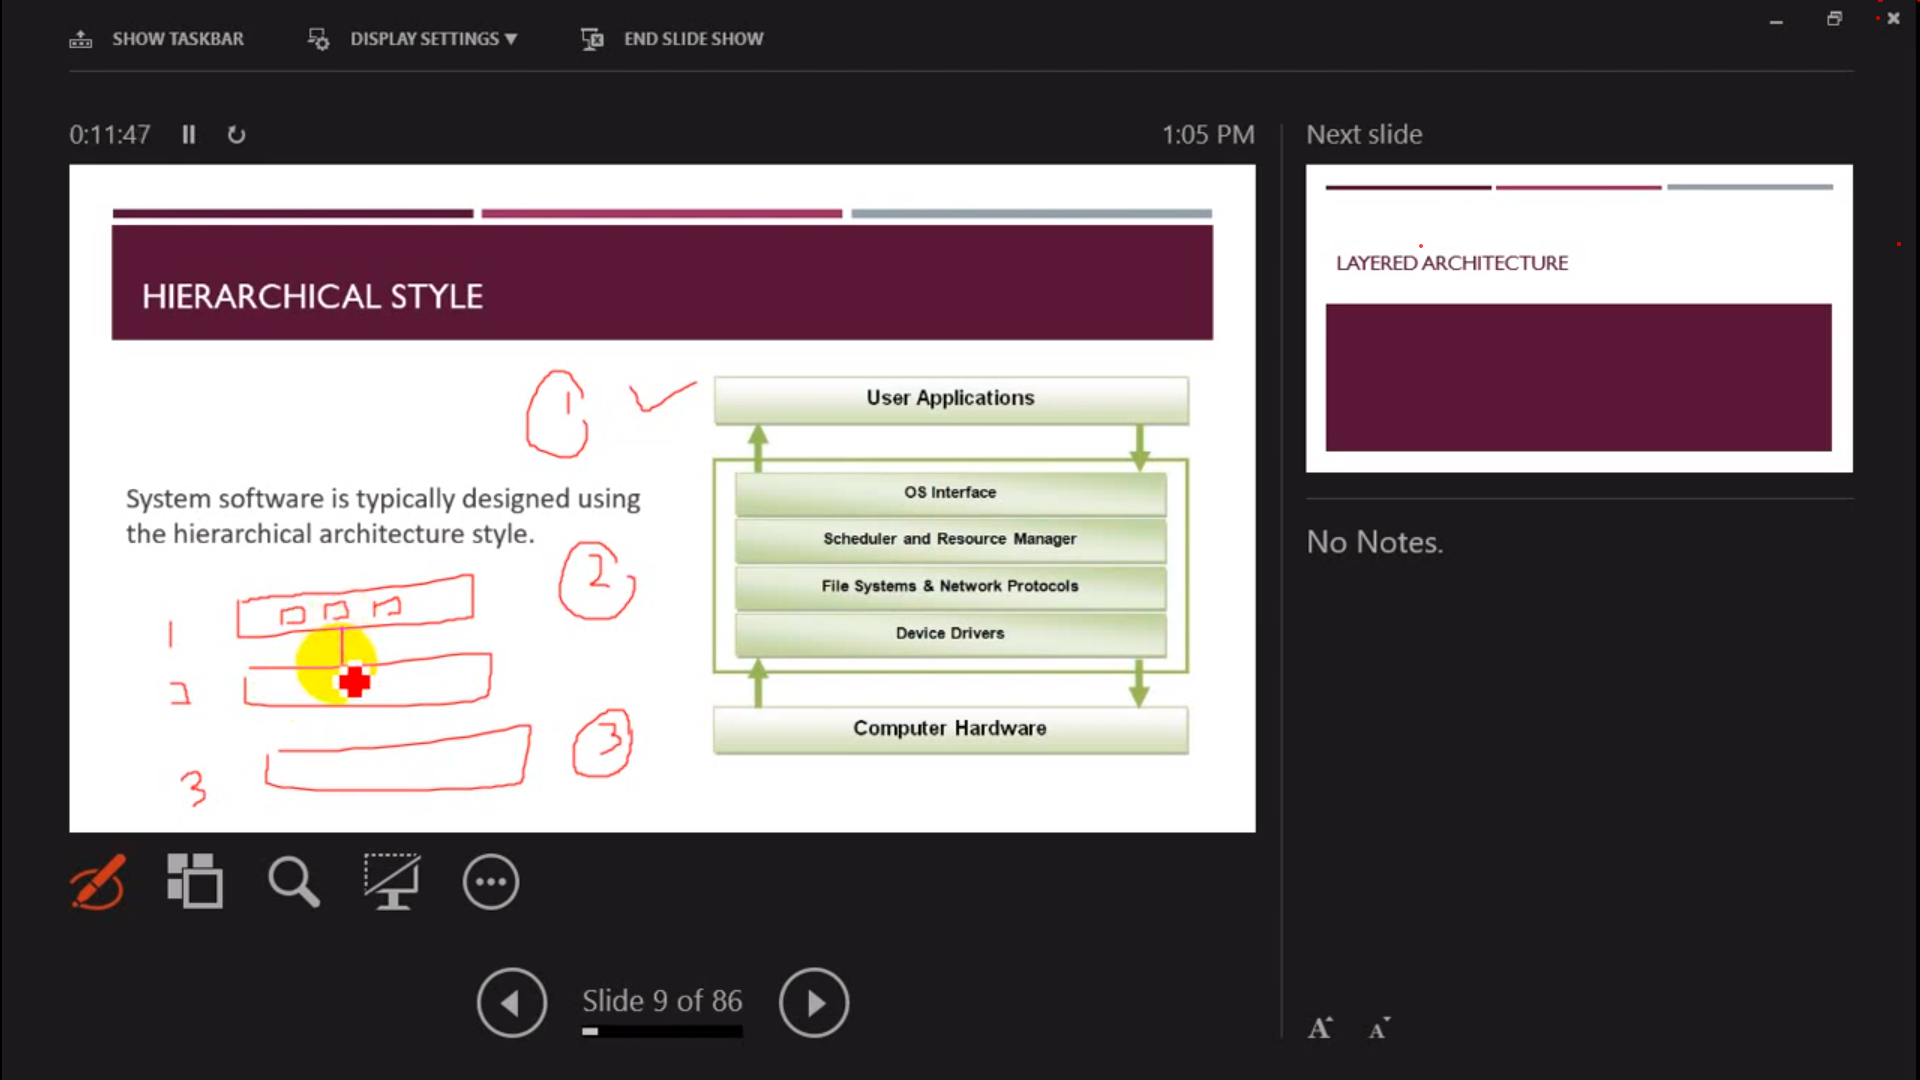 SHOW TASKBAR DISPLAY SETTINGS ▼ END SLIDE SHOW
0:11:47 1:05 PM
HIERARCHICAL STYLE
System software is typically designed using
the hierarchical architecture style.
1
2
3
1
2
3
User Applications
OS Interface
Scheduler and Resource Manager
File Systems & Network Protocols
Device Drivers
Computer Hardware
Next slide
LAYERED ARCHITECTURE
No Notes.
Slide 9 of 86
A A